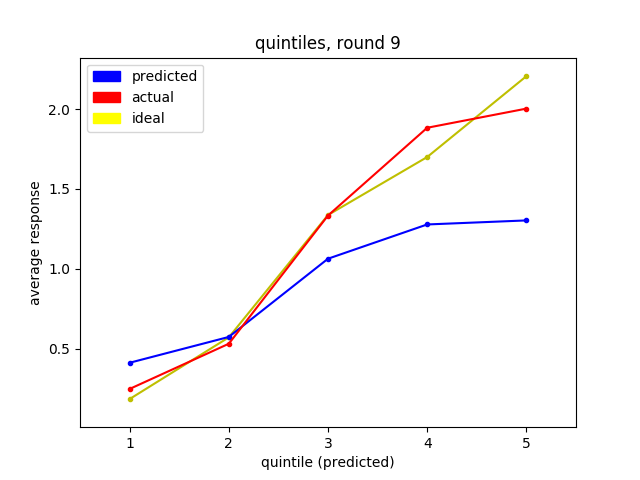 quintiles, round 9
predicted
actual
ideal
2.0
1.5
1.0
0.5
average response
1 2 3 4 5
quintile (predicted)